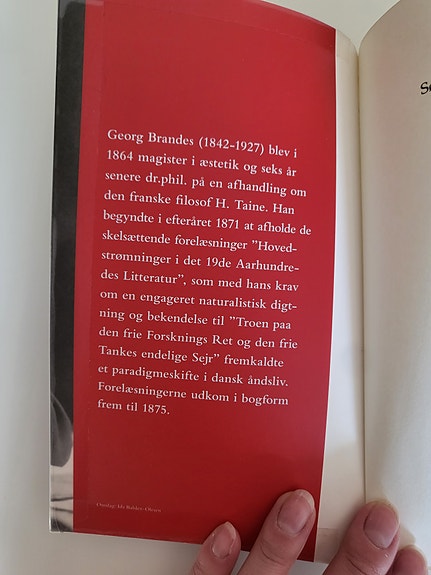 Georg Brandes (1842-1927) blev i
1864 magister i æstetik og seks år
senere dr.phil. på en afhandling om
den franske filosof H. Taine. Han
begyndte i efteråret 1871 at afholde de
skelsættende forelæsninger "Hoved-
strømninger i det 19de Aarhundre-
des Litteratur", som med hans krav
om en engageret naturalistisk digt-
ning og bekendelse til "Troen paa
den frie Forsknings Ret og den frie
Tankes endelige Sejr" fremkaldte
et paradigmeskifte i dansk åndsliv.
Forelæsningerne udkom i bogform
frem til 1875.